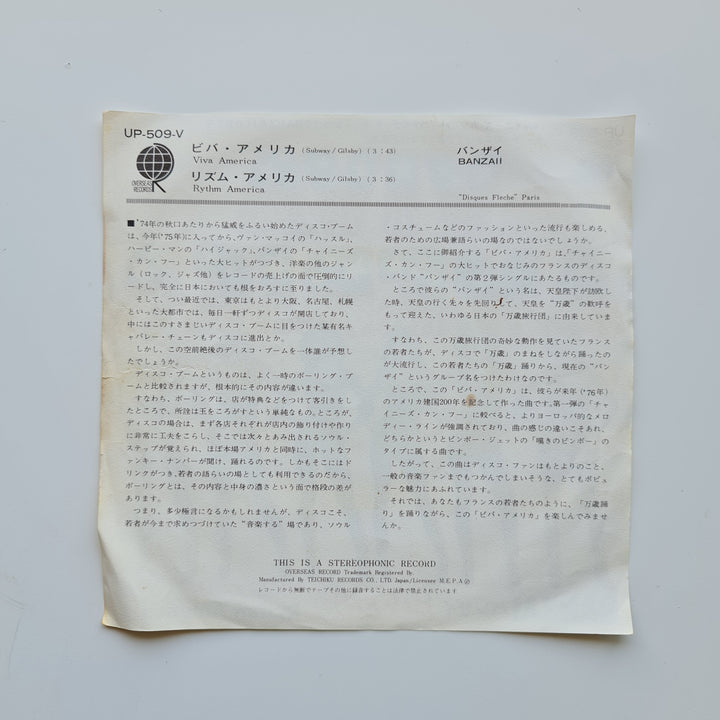 UP-509-V
OVERSEAS
RECORDS
ビバ・アメリカ (Subway/Gilsby) (3:43)
Viva America
リズム・アメリカ (Subway/Gilsby) (3:36)
Rythm America
バンザイ
BANZAII
"Disques Fleche" Paris
■'74年の秋口あたりから猛威をふるい始めたディスコ・ブーム
は、今年('75年)に入ってから、ヴァン・マッコイの「ハッスル」、
ハービー・マンの「ハイジャック」、バンザイの「チャイニーズ
・カン・フー」といった大ヒットがつづき、洋楽の他のジャン
ル(ロック、ジャズ他)をレコードの売上げの面で圧倒的にリ
ードし、完全に日本においても根をおろすに至りました。
そして、つい最近では、東京はもとより大阪、名古屋、札幌
といった大都市では、毎日一軒ずつディスコが開店しており、
中にはこのすさまじいディスコ・ブームに目をつけた某有名キ
ャバレー・チェーンもディスコに進出とか。
しかし、この空前絶後のディスコ・ブームを一体誰が予想し
たでしょうか。
ディスコ・ブームというものは、よく一時のボーリング・ブ
ームと比較されますが、根本的にその内容が違います。
すなわち、ボーリングは、店が特典などをつけて客引きをし
たところで、所詮は玉をころがすという単純なもの。ところが、
ディスコの場合は、まず各店それぞれが店内の飾り付けや作り
に非常に工夫をこらし、そこでは次々とあみ出されるソウル・
ステップが覚えられ、ほぼ本場アメリカと同時に、ホットなフ
ァンキー・ナンバーが聞け、踊れるのです。しかもそこにはド
リンクがつき、若者の語らいの場としても利用できるのだから、
ボーリングとは、その内容と中身の濃さという面で格段の差が
あります。
つまり、多少極言になるかもしれませんが、ディスコこそ、
若者が今まで求めつづけていた"音楽する"場であり、ソウル
・コスチュームなどのファッションといった流行も楽しめる、
若者のための広場兼語らいの場なのではないでしょうか。
さて、ここに御紹介する「ビバ・アメリカ」は、「チャイニー
ズ・カン・フー」の大ヒットでおなじみのフランスのディスコ
・バンド"バンザイ"の第2弾シングルにあたるものです。
ところで彼らの"バンザイ"という名は、天皇陛下が訪欧し
た時、天皇の行く先々を先回りして、天皇を"万歳"の歓呼を
もって迎えた、いわゆる日本の「万歳旅行団」に由来していま
す。
すなわち、この万歳旅行団の奇妙な動作を見ていたフランス
の若者たちが、ディスコで「万歳」のまねをしながら踊ったの
が大流行し、この若者たちの「万歳」踊りから、現在の"バン
ザイ"というグループ名をつけたわけなのです。
ところで、この「ビバ・アメリカ」は、彼らが来年('76年)
のアメリカ建国200年を記念して作った曲です。第一弾の「チャ
イニーズ・カン・フー」に較べると、よりヨーロッパ的なメロ
ディー・ラインが強調されており、曲の感じの違いこそあれ、
どちらかというとビンボー・ジェットの「嘆きのビンボー」の
タイプに属する曲です。
したがって、この曲はディスコ・ファンはもとよりのこと、
一般の音楽ファンまでもつかんでしまいそうな、とてもポピュ
ラーな魅力にあふれています。
それでは、あなたもフランスの若者たちのように、「万歳踊
り」を踊りながら、この「ビバ・アメリカ」を楽しんでみませ
んか。
THIS IS A STEREOPHONIC RECORD
OVERSEAS RECORD Trademark Registered By.
Manufactured By TEICHIKU RECORDS CO., LTD. Japan/Licensor M.E.P.A Ⓟ
レコードから無断でテープその他に録音することは法律で禁止されています